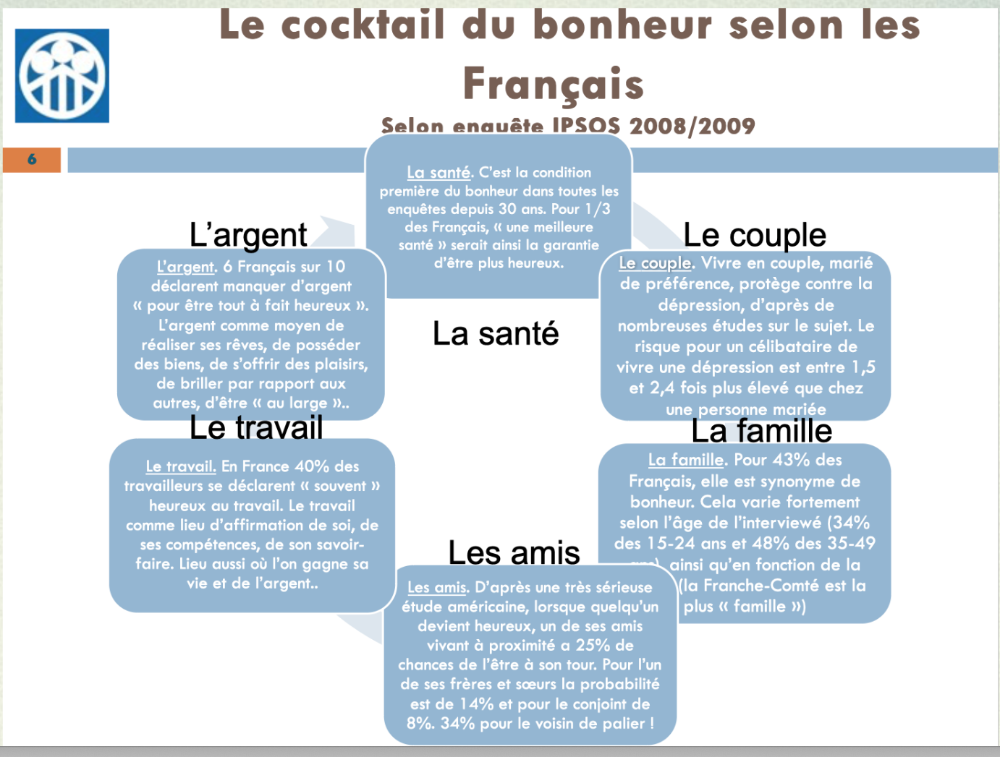 Le cocktail du bonheur selon les
Français
Selon enquête IPSOS 2008/2009
6
La santé. C'est la condition
première du bonheur dans toutes les
enquêtes depuis 30 ans. Pour 1/3
des Français, « une meilleure
santé » serait ainsi la garantie
d'être plus heureux.
La santé
Le couple
Le couple. Vivre en couple, marié
de préférence, protège contre la
dépression, d'après de
nombreuses études sur le sujet. Le
risque pour un célibataire de
vivre une dépression est entre 1,5
et 2,4 fois plus élevé que chez
une personne mariée
La famille
La famille. Pour 43% des
Français, elle est synonyme de
bonheur. Cela varie fortement
selon l'âge de l'interviewé (34%
des 15-24 ans et 48% des 35-49
ans), ainsi qu'en fonction de la
(la Franche-Comté est la
plus « famille »)
Les amis
Les amis. D'après une très sérieuse
étude américaine, lorsque quelqu'un
devient heureux, un de ses amis
vivant à proximité a 25% de
chances de l'être à son tour. Pour l'un
de ses frères et sœurs la probabilité
est de 14% et pour le conjoint de
8%. 34% pour le voisin de palier !
Le travail
Le travail. En France 40% des
travailleurs se déclarent « souvent »
heureux au travail. Le travail
comme lieu d'affirmation de soi, de
ses compétences, de son savoir-
faire. Lieu aussi où l'on gagne sa
vie et de l'argent..
L'argent
L'argent. 6 Français sur 10
déclarent manquer d'argent
« pour être tout à fait heureux ».
L'argent comme moyen de
réaliser ses rêves, de posséder
des biens, de s'offrir des plaisirs,
de briller par rapport aux
autres, d'être « au large »..